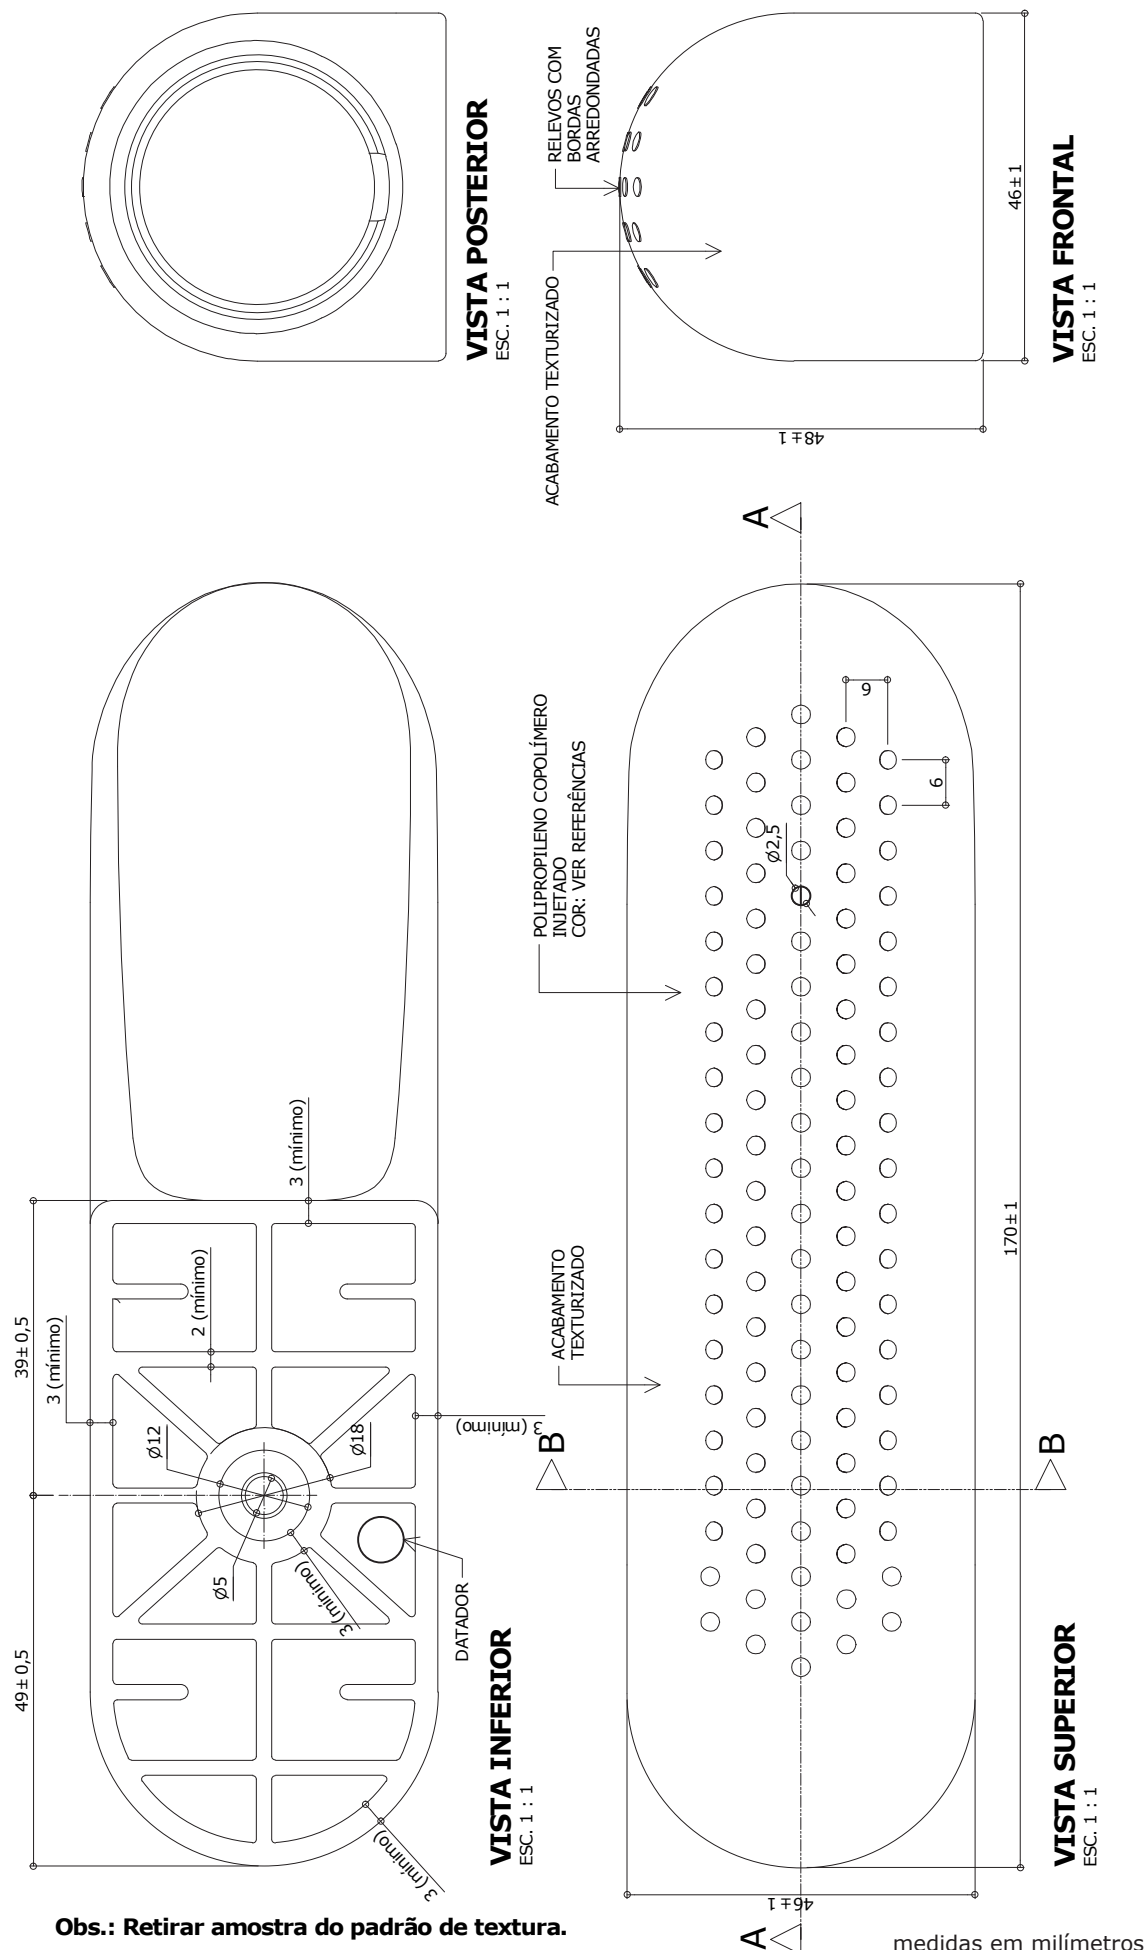 49±0,5
39±0,5
3 (mínimo)
3 (mínimo)
2 (mínimo)
3 (mínimo)
Ø12
Ø5
Ø18
3 (mínimo)
3 (mínimo)
DATADOR
VISTA INFERIOR
ESC. 1 : 1
VISTA POSTERIOR
ESC. 1 : 1
ACABAMENTO
TEXTURIZADO
POLIPROPILENO COPOLÍMERO
INJETADO
COR: VER REFERÊNCIAS
B
B
A
A
Ø2,5
6
6
46±1
170±1
VISTA SUPERIOR
ESC. 1 : 1
ACABAMENTO TEXTURIZADO
RELEVOS COM
BORDAS
ARREDONDADAS
48±1
46±1
VISTA FRONTAL
ESC. 1 : 1
Obs.: Retirar amostra do padrão de textura.
medidas em milímetros